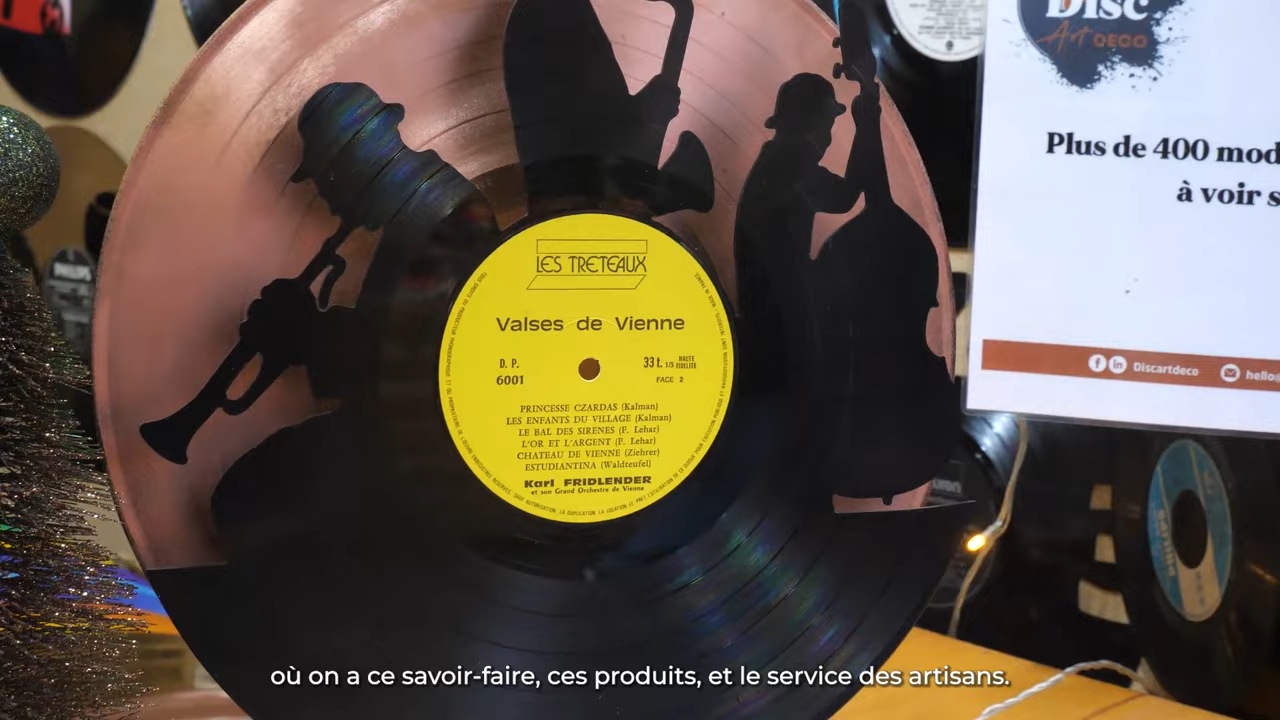 Disc
Art DECO
Plus de 400 mod
à voir s
PHILIPS
LES TRETEAUX
Valses de Vienne
D. P.
6001
33 t. 1/3 HAUTE FIDELITE
FACE 2
PRINCESSE CZARDAS (Kalman)
LES ENFANTS DU VILLAGE (Kalman)
LE BAL DES SIRENES (F. Lehar)
L'OR ET L'ARGENT (F. Lehar)
CHATEAU DE VIENNE (Ziehrer)
ESTUDIANTINA (Waldteufel)
Karl FRIDLENDER
et son Grand Orchestre de Vienne
Discartdeco
hello@
où on a ce savoir-faire, ces produits, et le service des artisans.